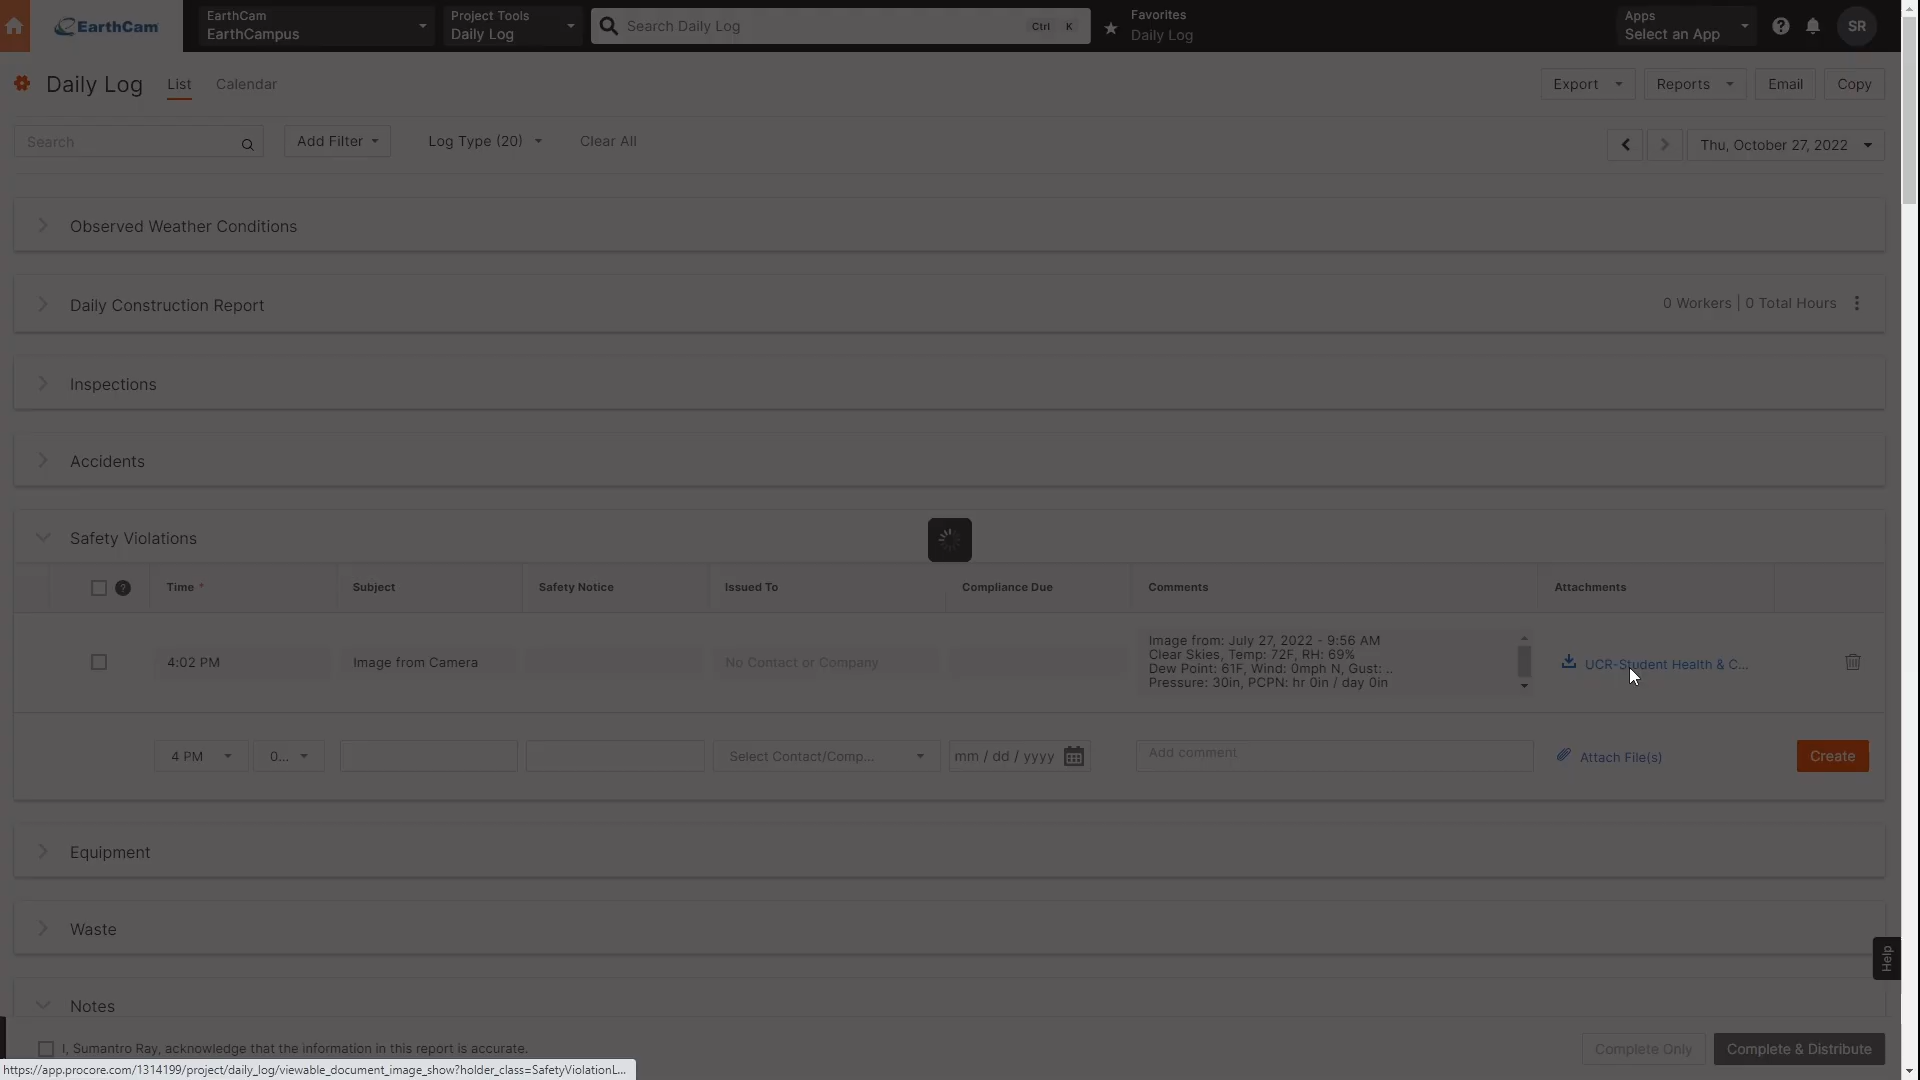 EarthCam
EarthCam
EarthCampus
Project Tools
Daily Log
Search Daily Log
Ctrl K
Favorites
Daily Log
Apps
Select an App
SR
Daily Log
List
Calendar
Export
Reports
Email
Copy
Search
Add Filter
Log Type (20)
Clear All
Thu, October 27, 2022
Observed Weather Conditions
Daily Construction Report
0 Workers | 0 Total Hours
Inspections
Accidents
Safety Violations
Time *
Subject
Safety Notice
Issued To
Compliance Due
Comments
Attachments
4:02 PM
Image from Camera
No Contact or Company
Image from: July 27, 2022 - 9:56 AM
Clear Skies, Temp: 72F, RH: 69%
Dew Point: 61F, Wind: 0mph N, Gust: ..
Pressure: 30in, PCPN: hr 0in / day 0in
UCR-Student Health & C...
4 PM
0...
Select Contact/Comp...
mm / dd / yyyy
Add comment
Attach File(s)
Create
Equipment
Waste
Help
Notes
I, Sumantro Ray, acknowledge that the information in this report is accurate.
Complete Only
Complete & Distribute
https://app.procore.com/1314199/project/daily_log/viewable_document_image_show?holder_class=SafetyViolationL...